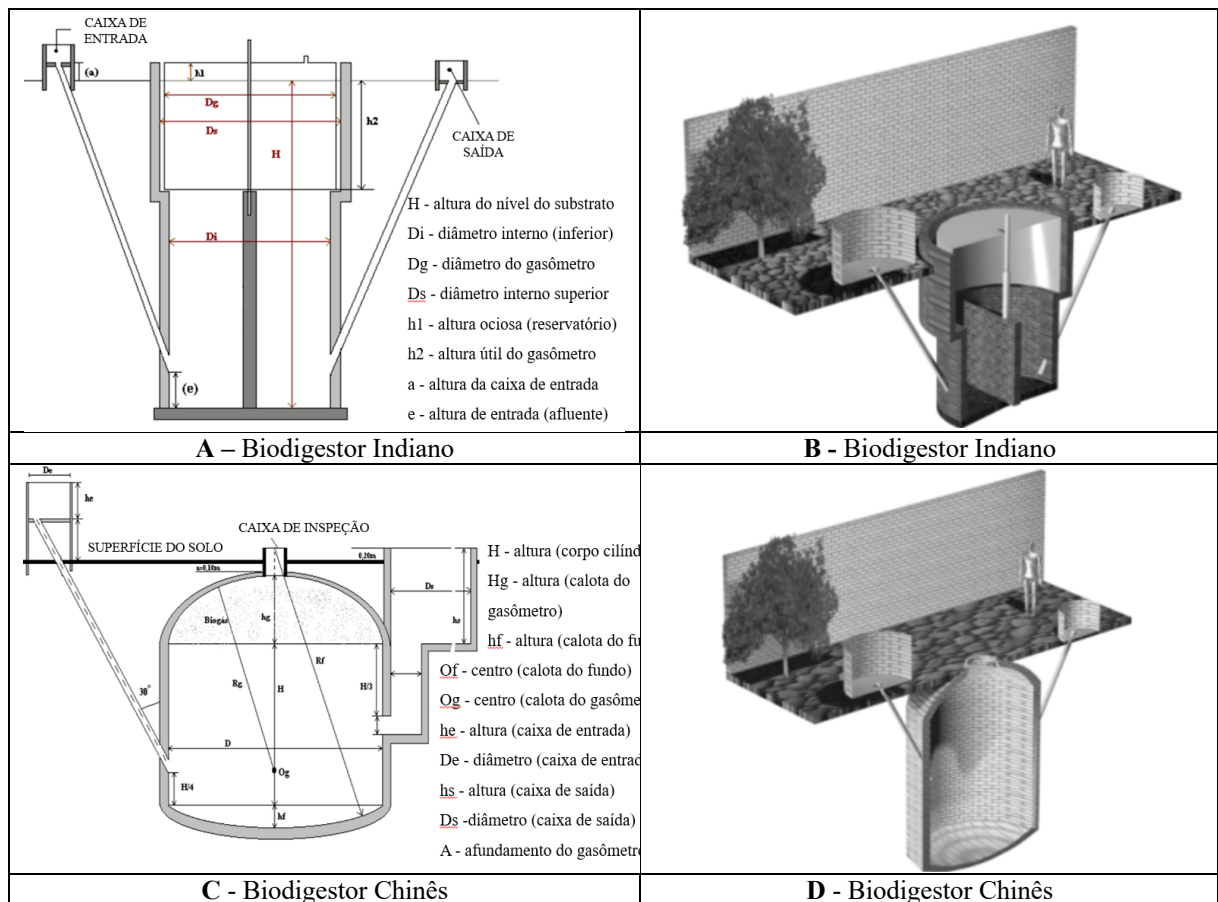 CAIXA DE
ENTRADA
(a)
h1
Dg
Ds
h2
H
CAIXA DE
SAÍDA
Di
(e)
H - altura do nível do substrato
Di - diâmetro interno (inferior)
Dg - diâmetro do gasômetro
Ds - diâmetro interno superior
h1 - altura ociosa (reservatório)
h2 - altura útil do gasômetro
a - altura da caixa de entrada
e - altura de entrada (afluente)
A – Biodigestor Indiano
B - Biodigestor Indiano
De
he
CAIXA DE INSPEÇÃO
SUPERFÍCIE DO SOLO
a=0,10m
0,20m
Ds
hs
Biogás
hg
Rf
Rg
H
H/3
30°
D
Og
H/4
hf
H - altura (corpo cilínd
Hg - altura (calota do
gasômetro)
hf - altura (calota do fu
Of - centro (calota do fundo)
Og - centro (calota do gasôme
he - altura (caixa de entrada)
De - diâmetro (caixa de entrad
hs - altura (caixa de saída)
Ds -diâmetro (caixa de saída)
A - afundamento do gasômetr
C - Biodigestor Chinês
D - Biodigestor Chinês